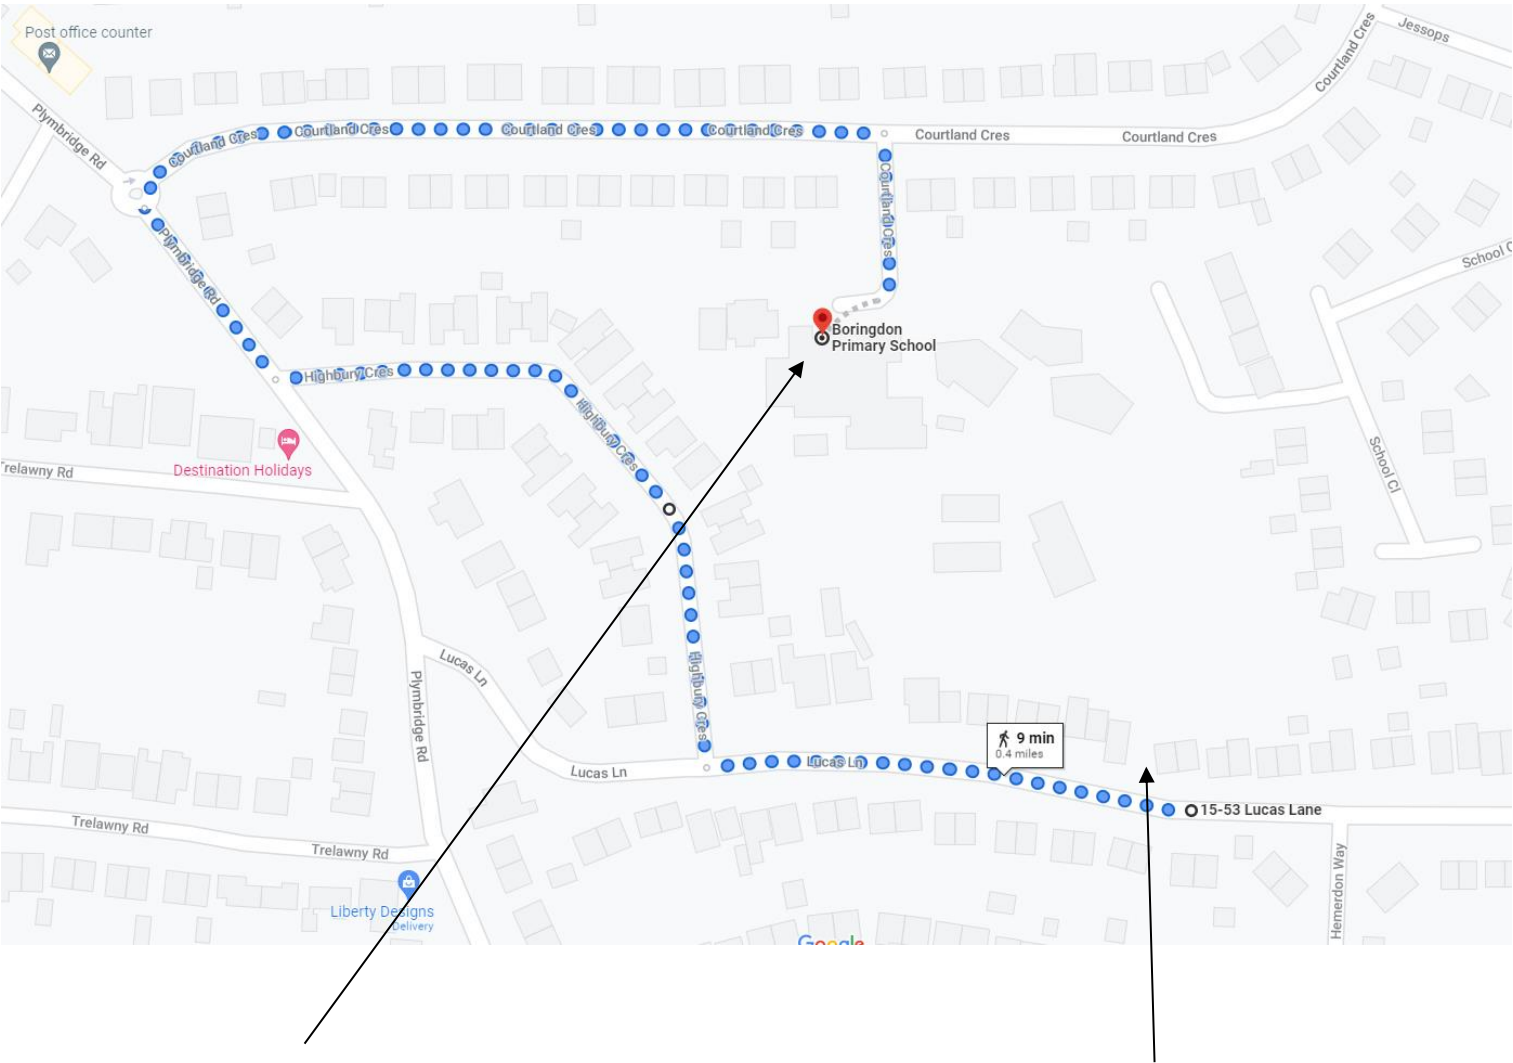 Post office counter
Jessops
Courtland Cres
Plymbridge Rd
Courtland Cres
Courtland Cres
Courtland Cres
Courtland Cres
Courtland Cres
Courtland Cres
Courtland Cres
Plymbridge Rd
School C
Boringdon
Primary School
Highbury Cres
Highbury Cres
Destination Holidays
Trelawny Rd
School Cl
Lucas Ln
Plymbridge Rd
Highbury Cres
9 min
0.4 miles
Lucas Ln
Lucas Ln
15-53 Lucas Lane
Trelawny Rd
Trelawny Rd
Hemerdon Way
Liberty Designs
Delivery
Google